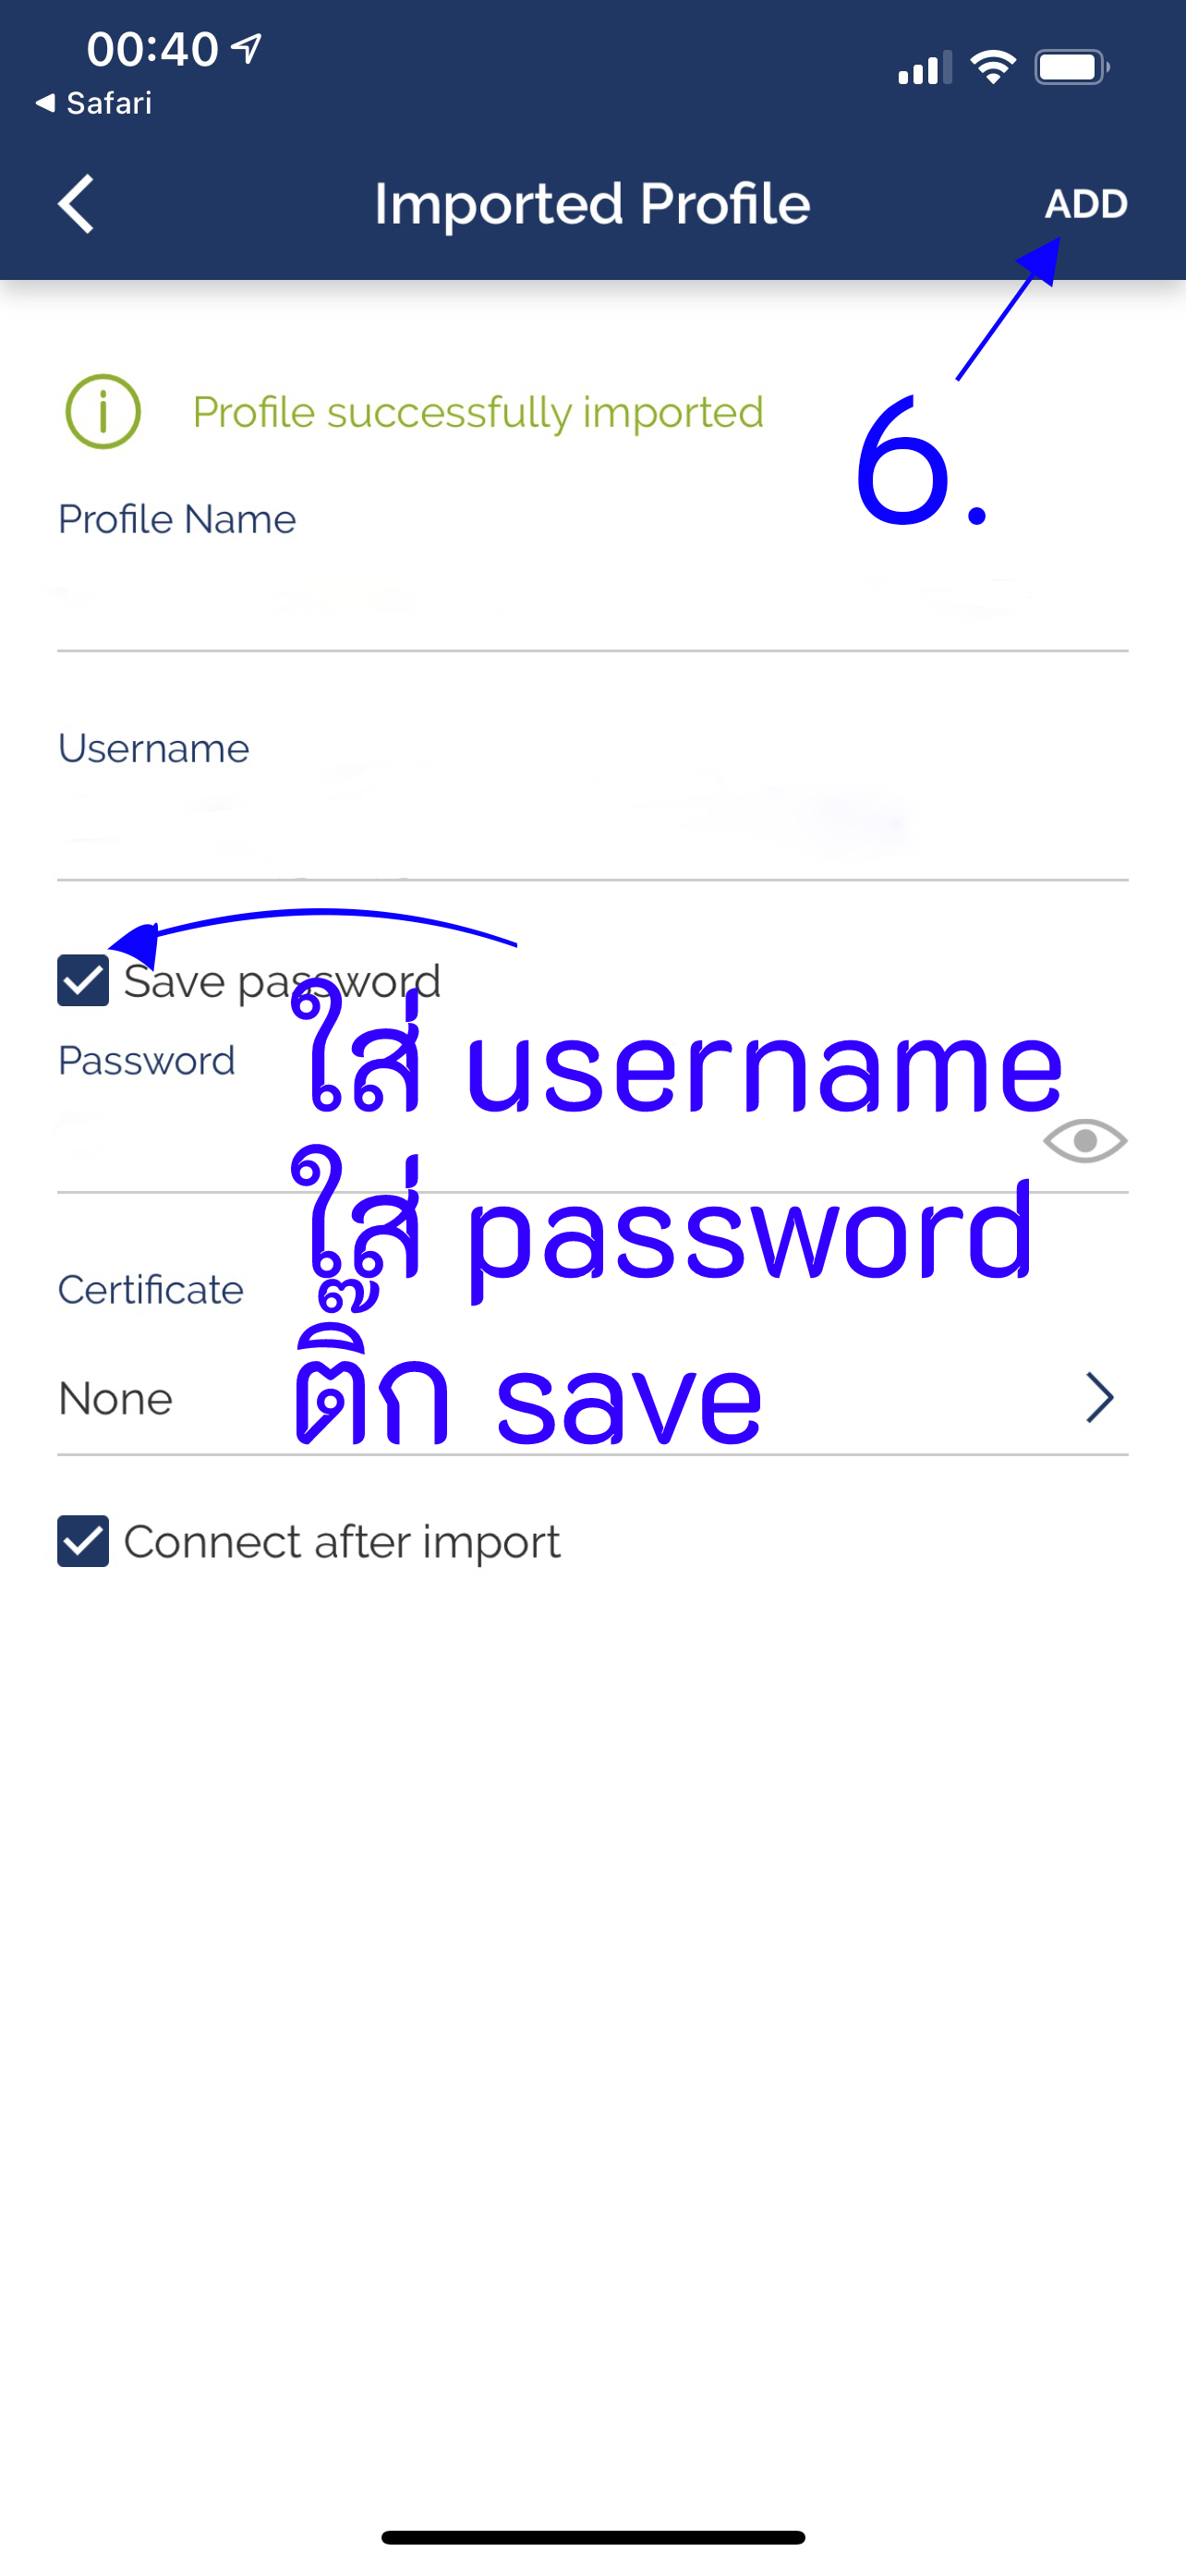 00:40
Safari
Imported Profile
ADD
Profile successfully imported
6.
Profile Name
Username
Save password
ใส่ username
Password
ใส่ password
Certificate
ติ๊ก save
None
Connect after import